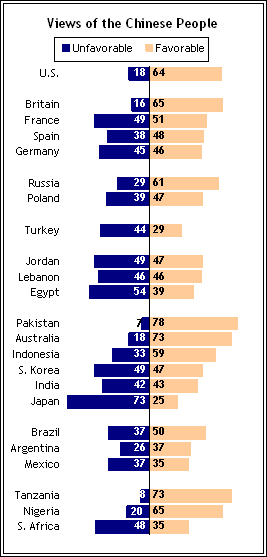 Views of the Chinese People
Unfavorable Favorable
U.S. 18 64
Britain 16 65
France 49 51
Spain 38 48
Germany 45 46
Russia 29 61
Poland 39 47
Turkey 44 29
Jordan 49 47
Lebanon 46 46
Egypt 54 39
Pakistan 7 78
Australia 18 73
Indonesia 33 59
S. Korea 49 47
India 42 43
Japan 73 25
Brazil 37 50
Argentina 26 37
Mexico 37 35
Tanzania 8 73
Nigeria 20 65
S. Africa 48 35